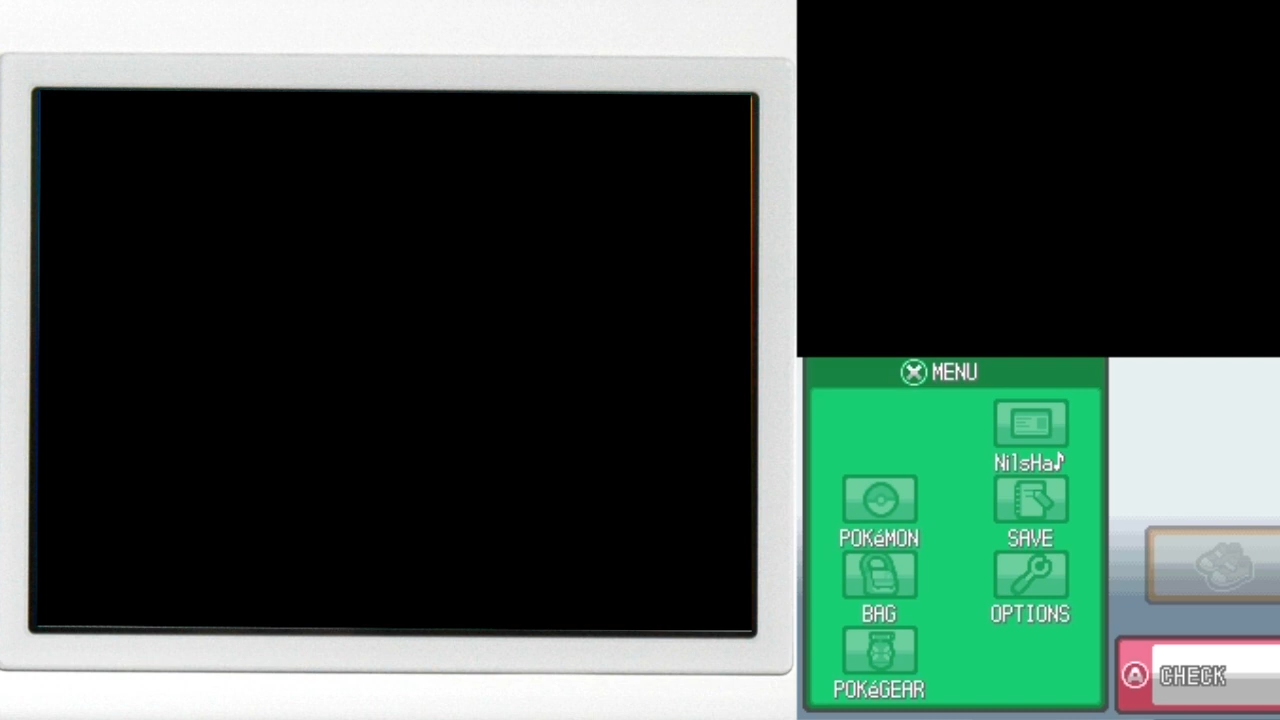 MENU
NilsHa♪
POKéMON
SAVE
BAG
OPTIONS
POKéGEAR
A CHECK